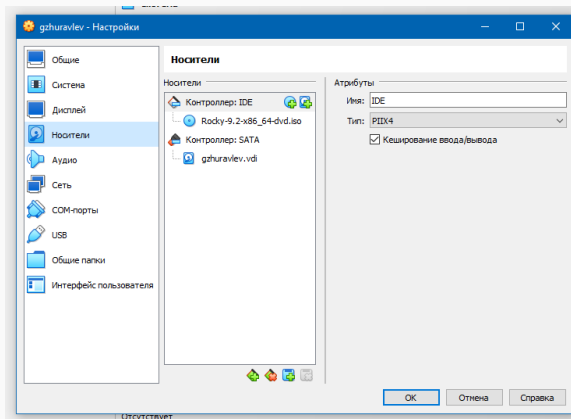 gzhuravlev - Настройки
Общие
Система
Дисплей
Носители
Аудио
Сеть
COM-порты
USB
Общие папки
Интерфейс пользователя
Носители
Носители
Контроллер: IDE
Rocky-9.2-x86_64-dvd.iso
Контроллер: SATA
gzhuravlev.vdi
Атрибуты
Имя: IDE
Тип: PIIX4
Кеширование ввода/вывода
OK Отмена Справка
Отсутствует